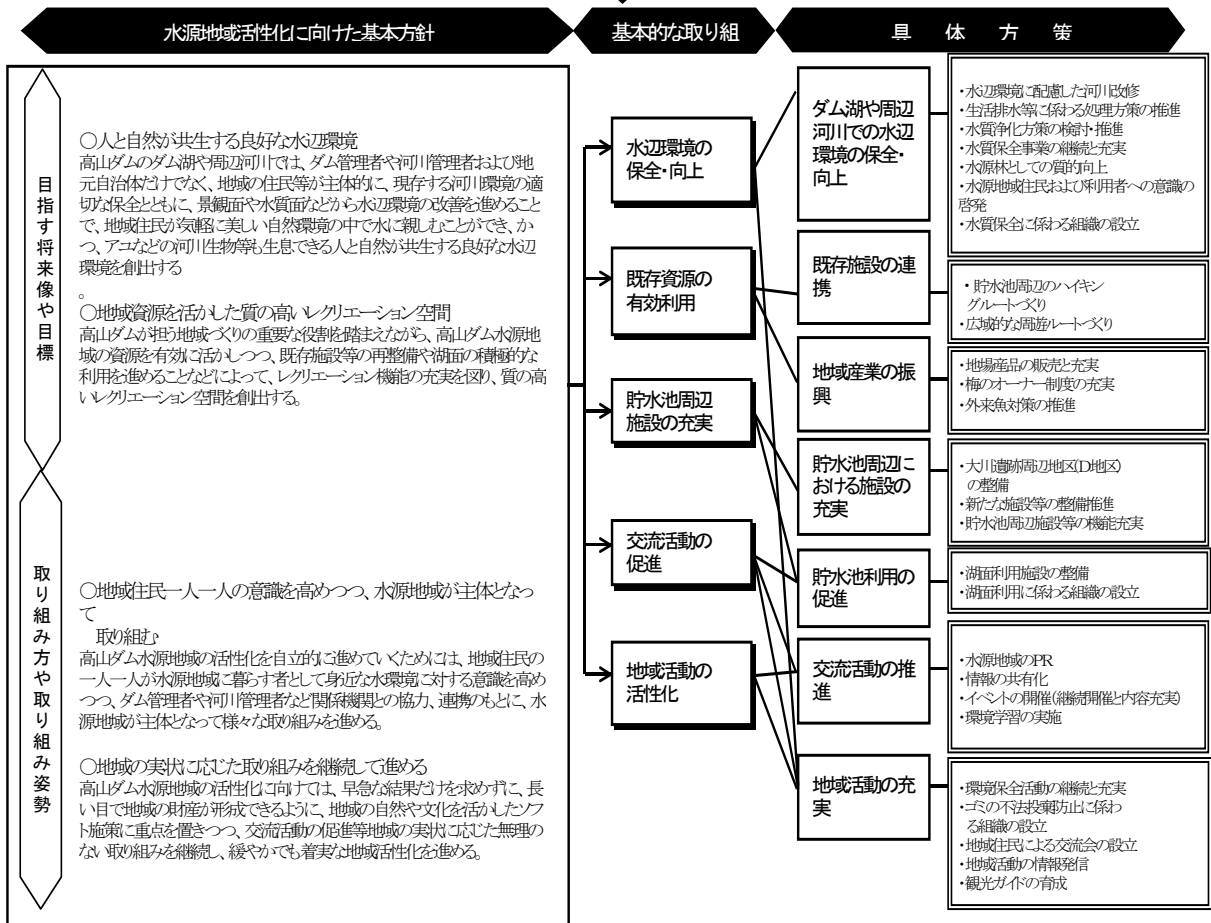 水源地域活性化に向けた基本方針
基本的な取り組
具体方策
目指す将来像や目標
○人と自然が共生する良好な水辺環境
高山ダムのダム湖や周辺河川では、ダム管理者や河川管理者および地
元自治体だけでなく、地域の住民等が主体的に、現存する河川環境の適
切な保全とともに、景観面や水質面などから水辺環境の改善を進めること
で、地域住民が気軽に美しい自然環境の中で水に親しむことができ、か
つ、アユなどの河川生物等も生息できる人と自然が共生する良好な水辺
環境を創出する
。
○地域資源を活かした質の高いレクリエーション空間
高山ダムが担う地域づくりの重要な役割を踏まえながら、高山ダム水源地
域の資源を有効に活かしつつ、既存施設等の再整備や湖面の積極的な
利用を進めることなどによって、レクリエーション機能の充実を図り、質の高
いレクリエーション空間を創出する。
取り組み方や取り組み姿勢
○地域住民一人一人の意識を高めつつ、水源地域が主体となっ
て
取り組む
高山ダム水源地域の活性化を自立的に進めていくためには、地域住民の
一人一人が水源地域に暮らす者として身近な水環境に対する意識を高め
つつ、ダム管理者や河川管理者など関係機関との協力、連携のもとに、水
源地域が主体となって様々な取り組みを進める。
○地域の実状に応じた取り組みを継続して進める
高山ダム水源地域の活性化に向けては、早急な結果だけを求めずに、長
い目で地域の財産が形成できるように、地域の自然や文化を活かしたソフ
ト施策に重点を置きつつ、交流活動の促進等地域の実状に応じた無理の
ない取り組みを継続し、緩やかでも着実な地域活性化を進める。
水辺環境の
保全・向上
既存資源の
有効利用
貯水池周辺
施設の充実
交流活動の
促進
地域活動の
活性化
ダム湖や周辺
河川での水辺
環境の保全・
向上
・水辺環境に配慮した河川改修
・生活排水等に係わる処理方策の推進
・水質浄化方策の検討・推進
・水質保全事業の継続と充実
・水源林としての質的向上
・水源地域住民および利用者への意識の
啓発
・水質保全に係わる組織の設立
既存施設の連
携
・貯水池周辺のハイキン
グルートづくり
・広域的な周遊ルートづくり
地域産業の振
興
・地場産品の販売と充実
・梅のオーナー制度の充実
・外来魚対策の推進
貯水池周辺に
おける施設の
充実
・大川遺跡周辺地区(D地区)
の整備
・新たな施設等の整備推進
・貯水池周辺施設等の機能充実
貯水池利用の
促進
・湖面利用施設の整備
・湖面利用に係わる組織の設立
交流活動の推
進
・水源地域のPR
・情報の共有化
・イベントの開催(継続開催と内容充実)
・環境学習の実施
地域活動の充
実
・環境保全活動の継続と充実
・ゴミの不法投棄防止に係わ
る組織の設立
・地域住民による交流会の設立
・地域活動の情報発信
・観光ガイドの育成